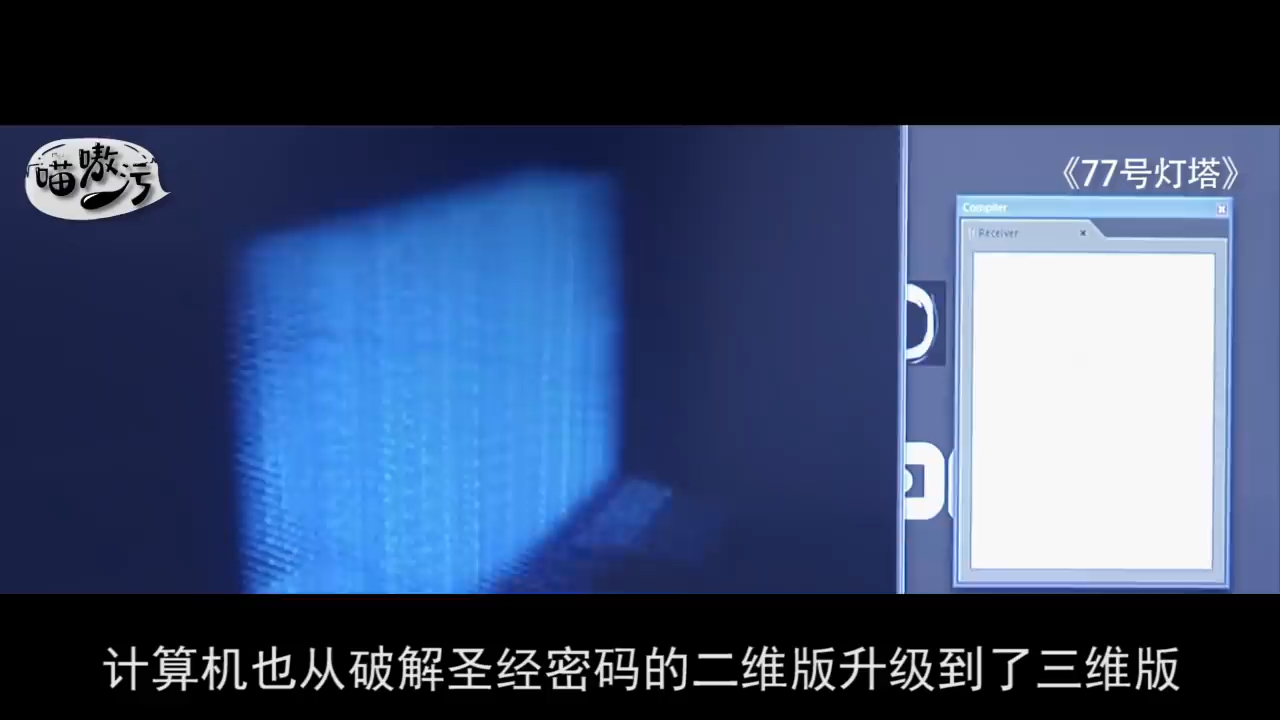 喵嗷污
《77号灯塔》
Compiler
Receiver
计算机也从破解圣经密码的二维版升级到了三维版